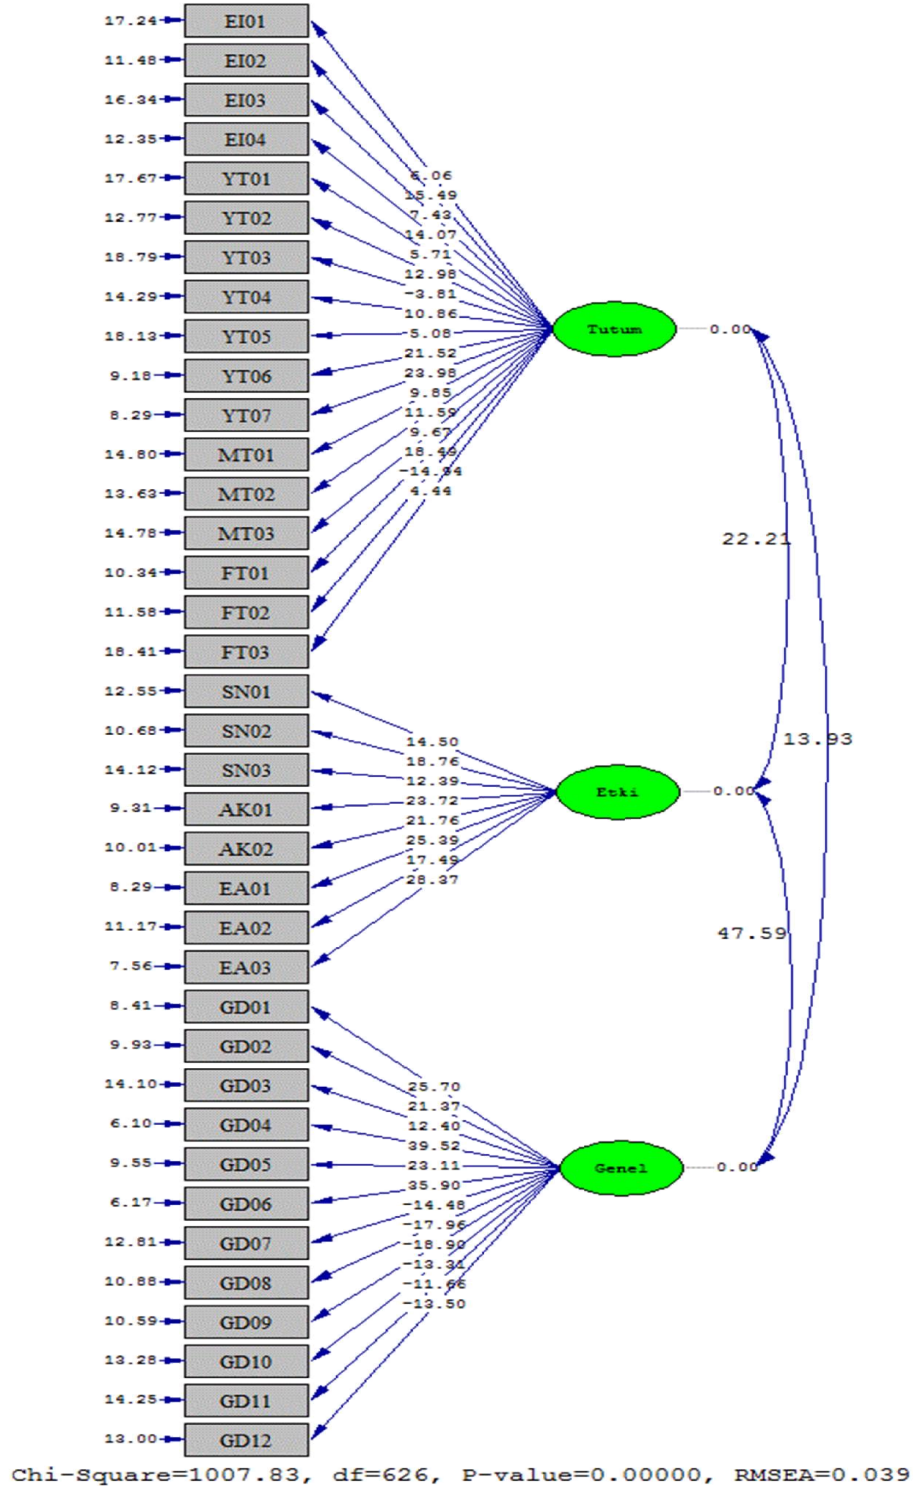 17.24 EI01
11.48 EI02
16.34 EI03
12.35 EI04
17.67 YT01
12.77 YT02
18.79 YT03
14.29 YT04
18.13 YT05
9.18 YT06
8.29 YT07
14.80 MT01
13.63 MT02
14.78 MT03
10.34 FT01
11.58 FT02
18.41 FT03
12.55 SN01
10.68 SN02
14.12 SN03
9.31 AK01
10.01 AK02
8.29 EA01
11.17 EA02
7.56 EA03
8.41 GD01
9.93 GD02
14.10 GD03
6.10 GD04
9.55 GD05
6.17 GD06
12.81 GD07
10.88 GD08
10.59 GD09
13.28 GD10
14.25 GD11
13.00 GD12
6.06
15.49
7.43
14.07
5.71
12.98
-3.81
10.86
5.08
21.52
23.98
9.85
11.59
9.67
18.49
-14.94
4.44
Tutum 0.00
14.50
18.76
12.39
23.72
21.76
25.39
17.49
28.37
Etki 0.00
25.70
21.37
12.40
39.52
23.11
35.90
-14.48
-17.96
-18.90
-13.31
-11.66
-13.50
Genel 0.00
22.21
13.93
47.59
Chi-Square=1007.83, df=626, P-value=0.00000, RMSEA=0.039